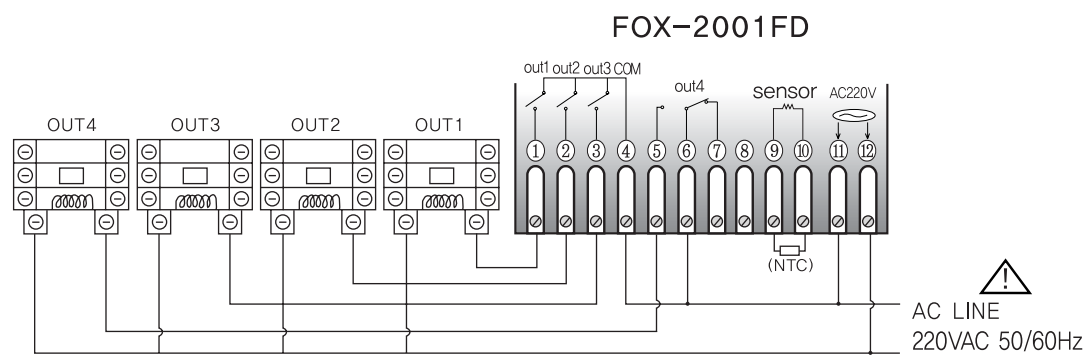 FOX-2001FD
out1 out2 out3 COM
out4
sensor
AC220V
OUT4
OUT3
OUT2
OUT1
① ② ③ ④ ⑤ ⑥ ⑦ ⑧ ⑨ ⑩ ⑪ ⑫
(NTC)
!
AC LINE
220VAC 50/60Hz